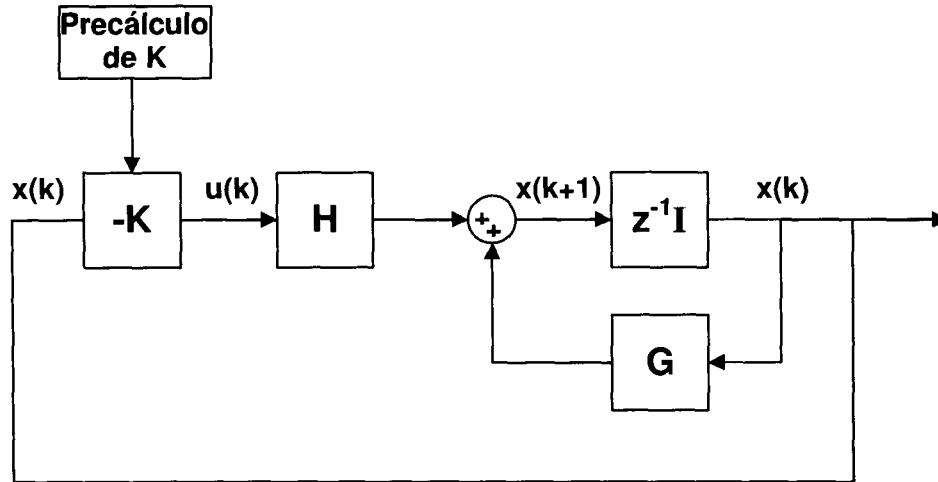 Precálculo
de K
x(k)
-K
u(k)
H
+
+
x(k+1)
z⁻¹I
x(k)
G